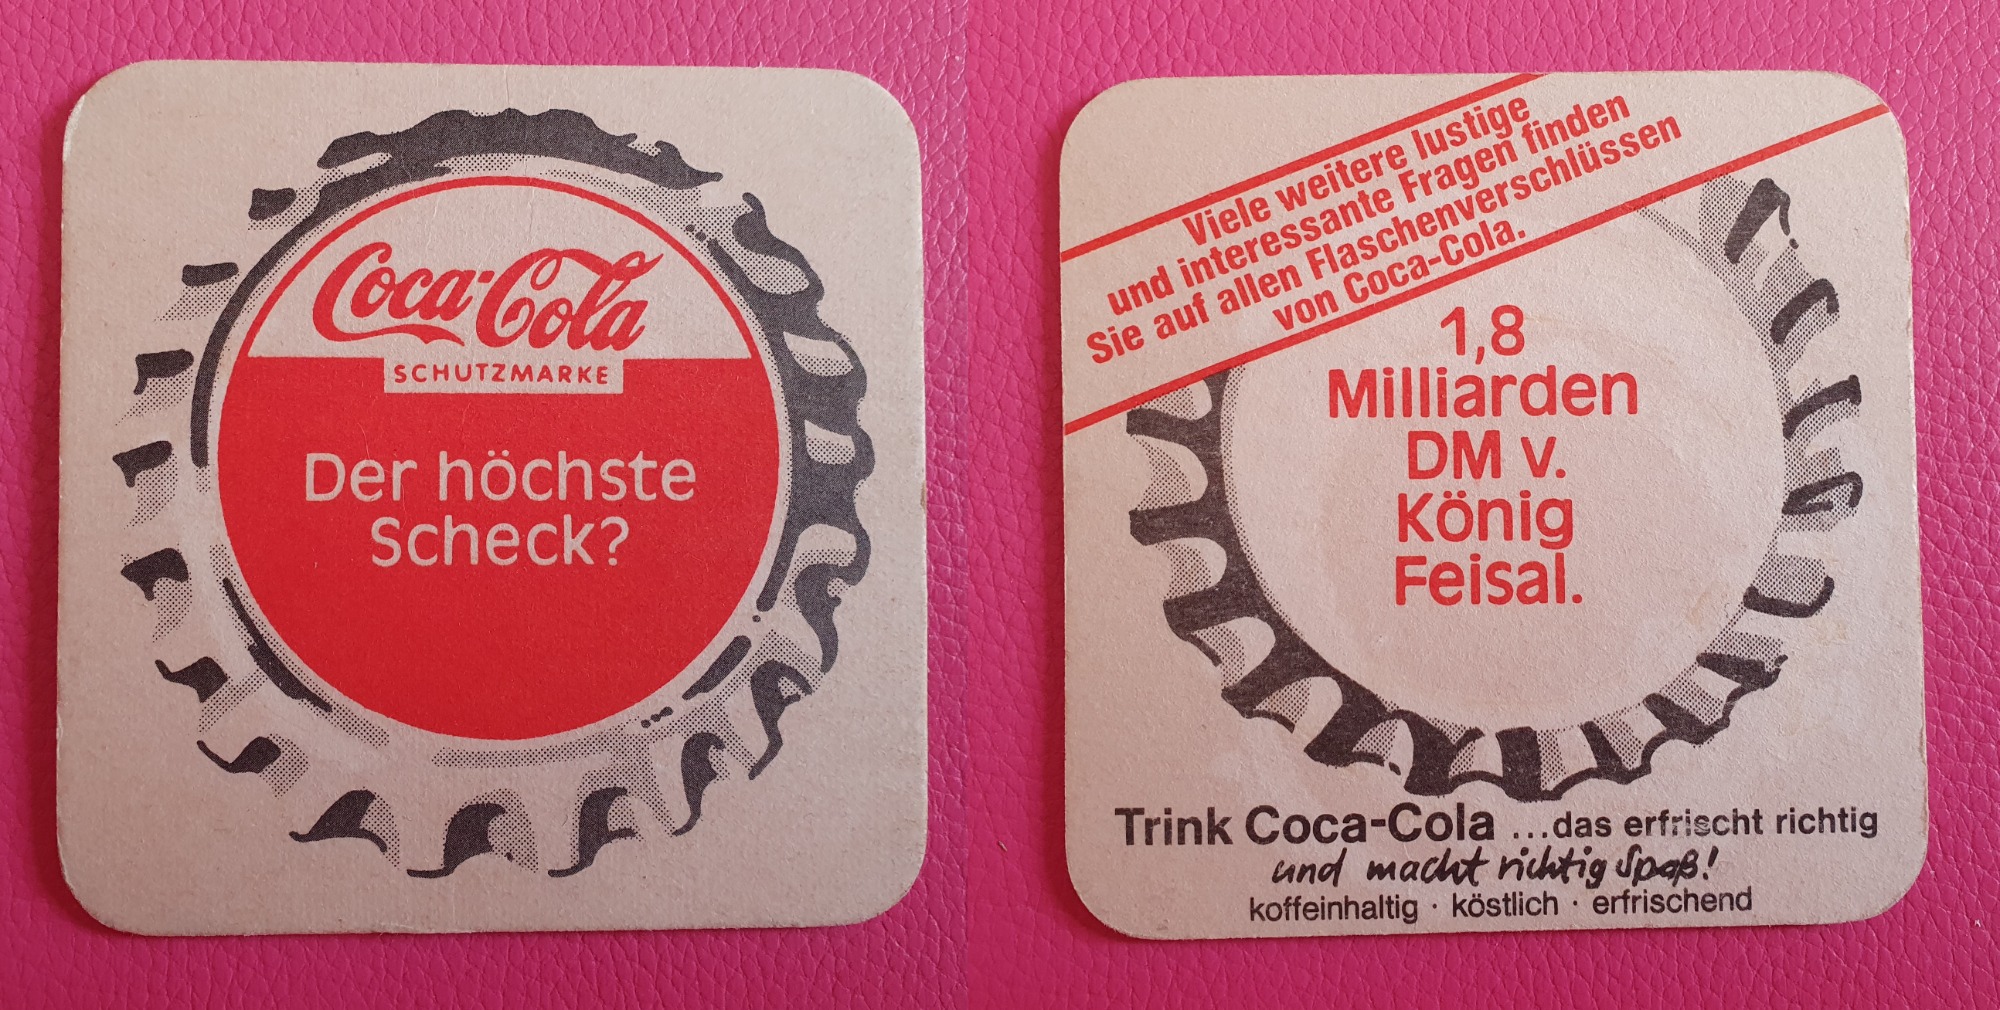 Coca-Cola
SCHUTZMARKE
Der höchste
Scheck?
Viele weitere lustige
und interessante Fragen finden
Sie auf allen Flaschenverschlüssen
von Coca-Cola.
1,8
Milliarden
DM v.
König
Feisal.
Trink Coca-Cola ...das erfrischt richtig
und macht richtig Spaß!
koffeinhaltig · köstlich · erfrischend